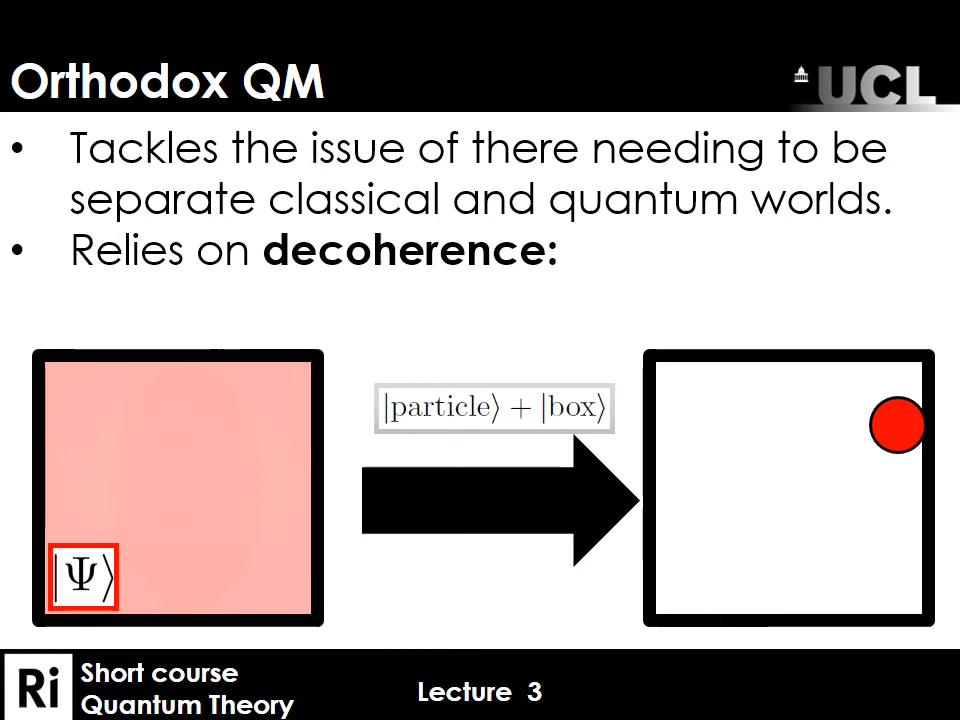 Orthodox QM
UCL
• Tackles the issue of there needing to be
separate classical and quantum worlds.
• Relies on decoherence:
|particle⟩ + |box⟩
|Ψ⟩
Ri
Short course
Quantum Theory
Lecture 3